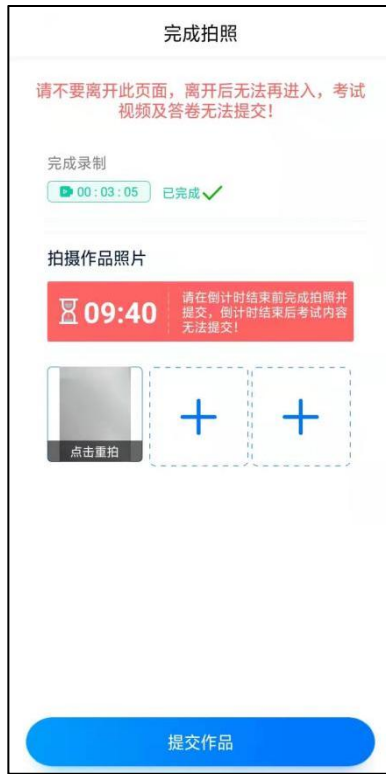 完成拍照
请不要离开此页面，离开后无法再进入，考试
视频及答卷无法提交！
完成录制
00 : 03 : 05 已完成
拍摄作品照片
09:40
请在倒计时结束前完成拍照并
提交，倒计时结束后考试内容
无法提交！
点击重拍
提交作品